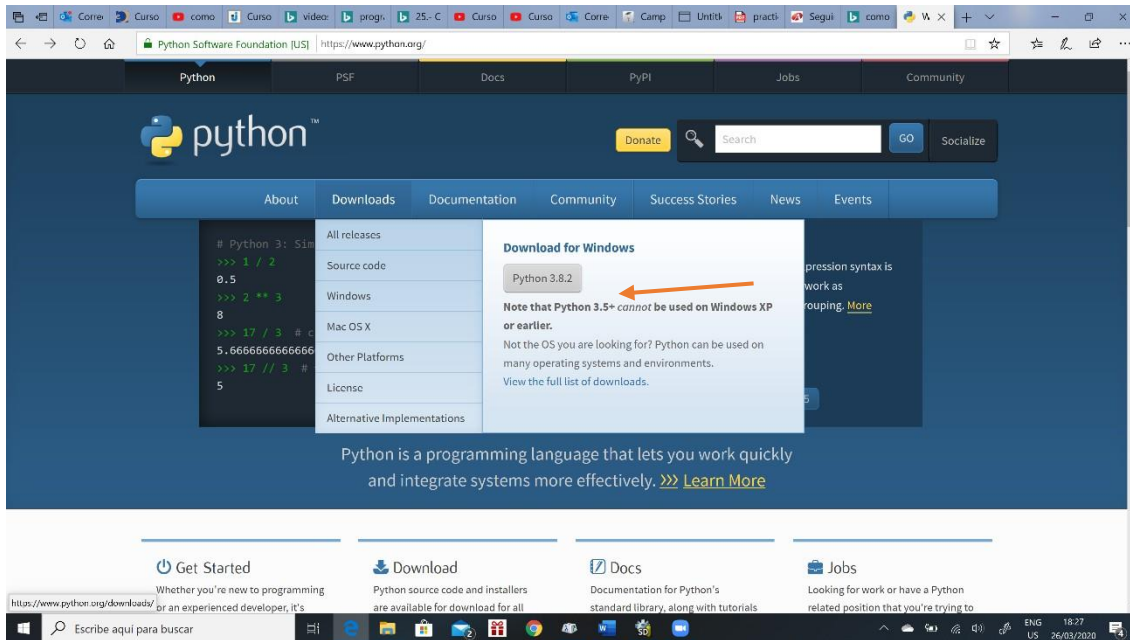 Corre
Curso
como
Curso
progr.
25.- C
Curso
Curso
Corre
Camp
Untitl
practi
Segui
como
Python Software Foundation [US]
https://www.python.org/
Python
PSF
Docs
PyPI
Jobs
Community
python™
Donate
Search
GO
Socialize
About
Downloads
Documentation
Community
Success Stories
News
Events
# Python 3: Sim
>>> 1 / 2
0.5
>>> 2 ** 3
8
>>> 17 / 3 # c
5.6666666666666
>>> 17 // 3 #
5
All releases
Source code
Windows
Mac OS X
Other Platforms
License
Alternative Implementations
Download for Windows
Python 3.8.2
Note that Python 3.5+ cannot be used on Windows XP
or earlier.
Not the OS you are looking for? Python can be used on
many operating systems and environments.
View the full list of downloads.
pression syntax is
work as
rouping. More
5
Python is a programming language that lets you work quickly
and integrate systems more effectively. >>> Learn More
Get Started
Whether you're new to programming
or an experienced developer, it's
Download
Python source code and installers
are available for download for all
Docs
Documentation for Python's
standard library, along with tutorials
Jobs
Looking for work or have a Python
related position that you're trying to
https://www.python.org/downloads/
Escribe aquí para buscar
ENG
US
18:27
26/03/2020